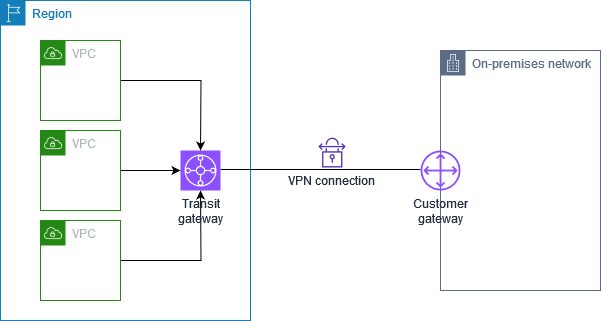 Region
VPC
On-premises network
VPC
VPN connection
Transit
gateway
Customer
gateway
VPC